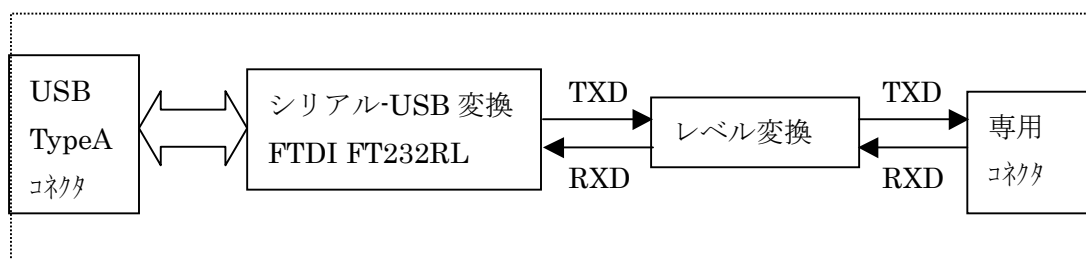 USB
TypeA
コネクタ
シリアル-USB 変換
FTDI FT232RL
TXD
RXD
レベル変換
TXD
RXD
専用
コネクタ